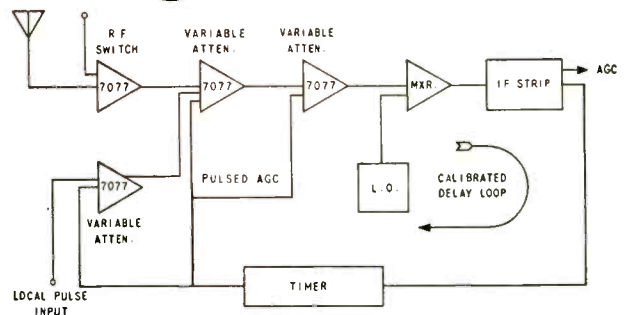 RF
SWITCH
VARIABLE
ATTEN.
VARIABLE
ATTEN.
7077
7077
7077
MXR.
IF STRIP
AGC
7077
VARIABLE
ATTEN.
PULSED AGC
L.O.
CALIBRATED
DELAY LOOP
LOCAL PULSE
INPUT
TIMER